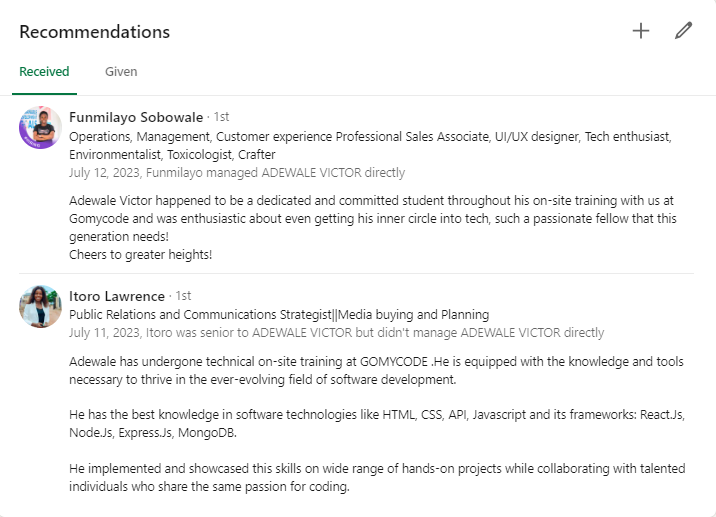 Recommendations
Received
Given
Funmilayo Sobowale · 1st
Operations, Management, Customer experience Professional Sales Associate, UI/UX designer, Tech enthusiast,
Environmentalist, Toxicologist, Crafter
July 12, 2023, Funmilayo managed ADEWALE VICTOR directly
Adewale Victor happened to be a dedicated and committed student throughout his on-site training with us at
Gomycode and was enthusiastic about even getting his inner circle into tech, such a passionate fellow that this
generation needs!
Cheers to greater heights!
Itoro Lawrence · 1st
Public Relations and Communications Strategist||Media buying and Planning
July 11, 2023, Itoro was senior to ADEWALE VICTOR but didn't manage ADEWALE VICTOR directly
Adewale has undergone technical on-site training at GOMYCODE .He is equipped with the knowledge and tools
necessary to thrive in the ever-evolving field of software development.
He has the best knowledge in software technologies like HTML, CSS, API, Javascript and its frameworks: React.Js,
Node.Js, Express.Js, MongoDB.
He implemented and showcased this skills on wide range of hands-on projects while collaborating with talented
individuals who share the same passion for coding.